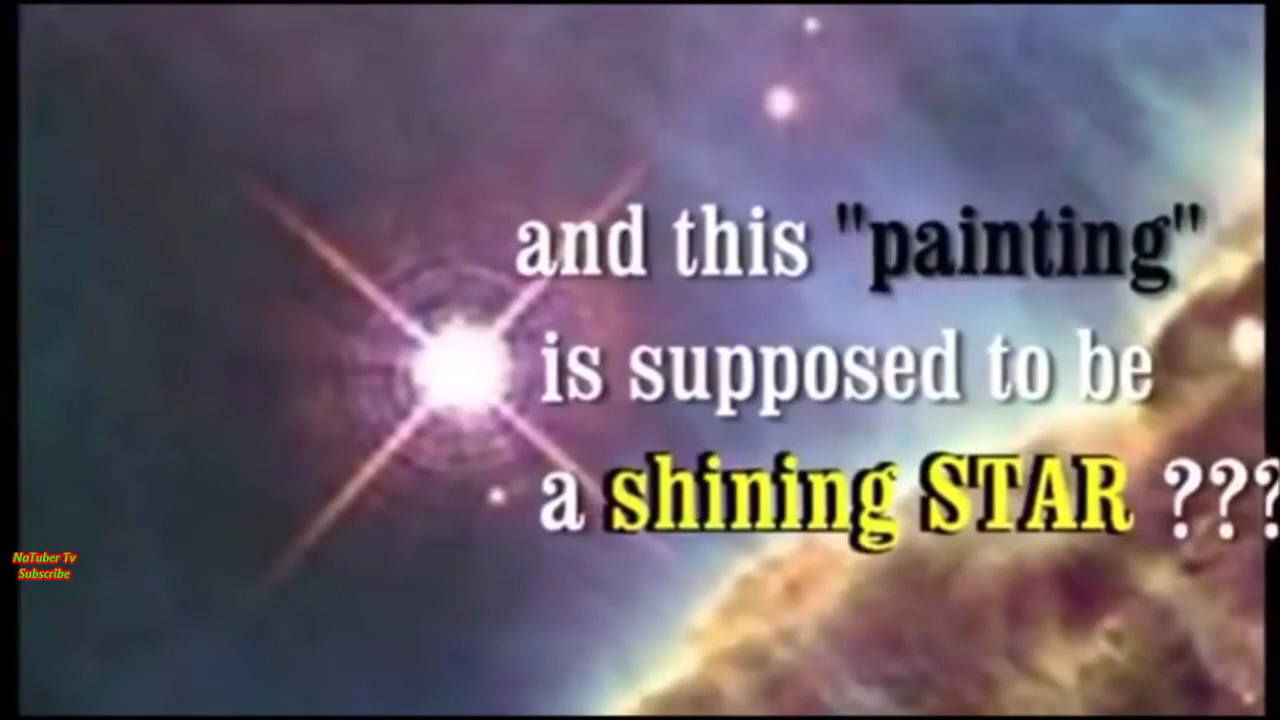 and this "painting"
is supposed to be
a shining STAR ???
NaTuber Tv
Subscribe